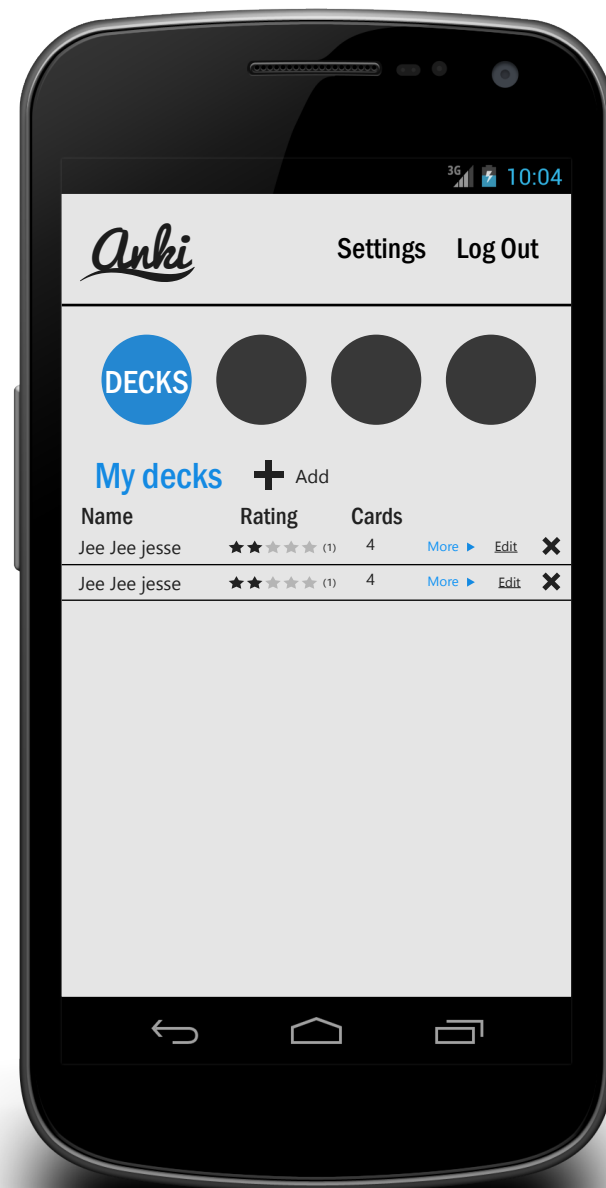 3G 10:04
Anki Settings Log Out
DECKS
My decks Add
Name Rating Cards
Jee Jee jesse (1) 4 More Edit
Jee Jee jesse (1) 4 More Edit